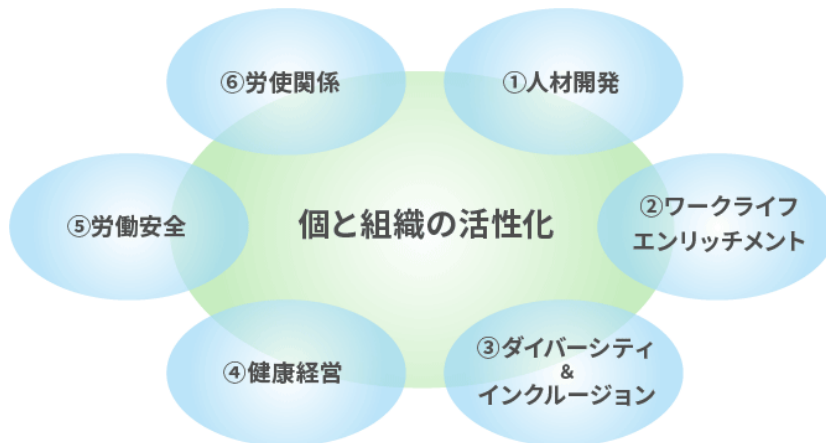 個と組織の活性化
①人材開発
②ワークライフ
エンリッチメント
③ダイバーシティ
&
インクルージョン
④健康経営
⑤労働安全
⑥労使関係